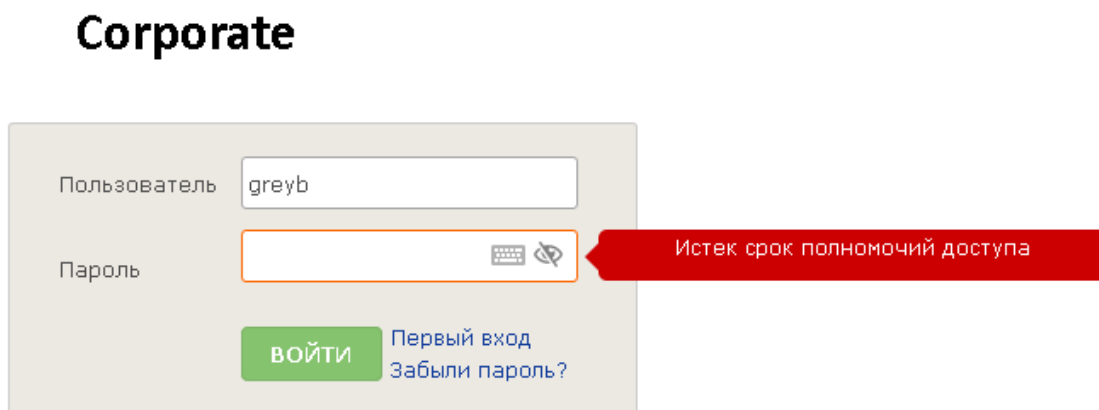 Corporate
Пользователь greyb
Пароль
Истек срок полномочий доступа
ВОЙТИ
Первый вход
Забыли пароль?